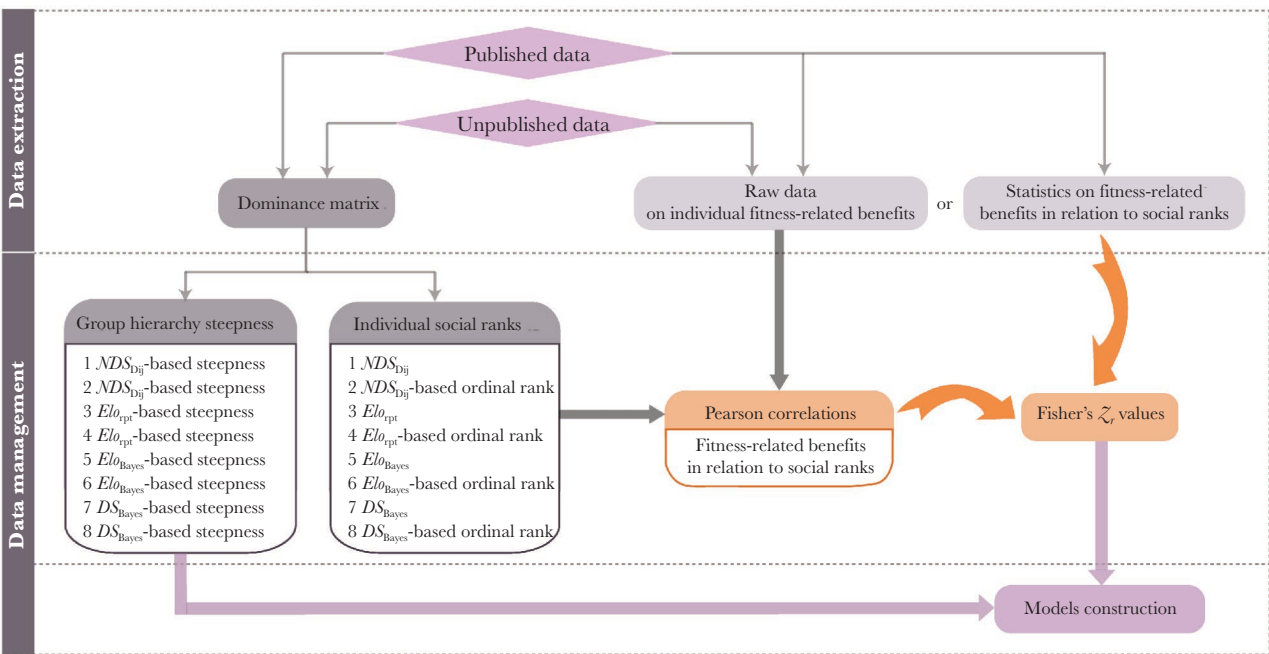 Data extraction
Published data
Unpublished data
Dominance matrix
Raw data
on individual fitness-related benefits
or
Statistics on fitness-related
benefits in relation to social ranks
Data management
Group hierarchy steepness
1 NDS_Dij-based steepness
2 NDS_Dij-based steepness
3 Elo_rpt-based steepness
4 Elo_rpt-based steepness
5 Elo_Bayes-based steepness
6 Elo_Bayes-based steepness
7 DS_Bayes-based steepness
8 DS_Bayes-based steepness
Individual social ranks
1 NDS_Dij
2 NDS_Dij-based ordinal rank
3 Elo_rpt
4 Elo_rpt-based ordinal rank
5 Elo_Bayes
6 Elo_Bayes-based ordinal rank
7 DS_Bayes
8 DS_Bayes-based ordinal rank
Pearson correlations
Fitness-related benefits
in relation to social ranks
Fisher's Z_r values
Models construction